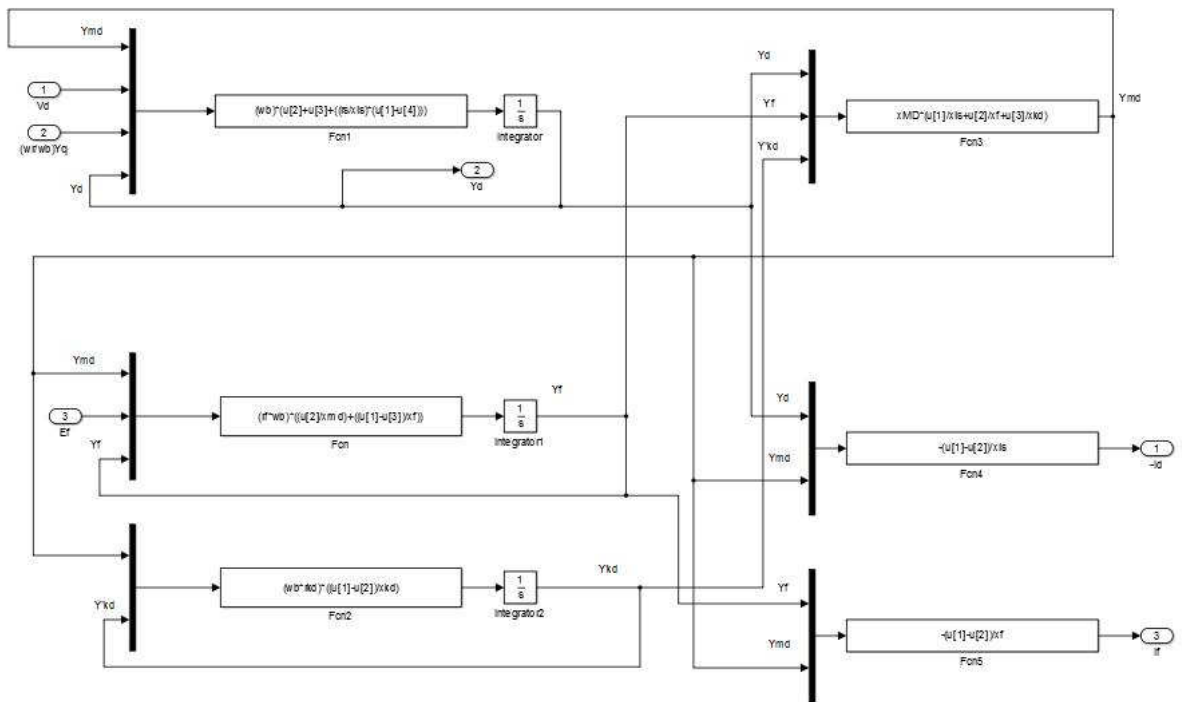 Ymd
1
Vd
2
(wr/wb)Yq
Yd
(wb)*(u[2]+u[3]+((rs/xls)*(u[1]-u[4])))
Fcn1
1
s
Integrator
2
Yd
Yd
Yf
Y'kd
xMD*(u[1]/xls+u[2]/xf+u[3]/xkd)
Fcn3
Ymd
Ymd
3
Ef
Yf
(rf*wb)*((u[2]/xmd)+((u[1]-u[3])/xf))
Fcn
1
s
Integrator1
Yf
Yd
Ymd
-(u[1]-u[2])/xls
Fcn4
1
-Id
Y'kd
(wb*rkd)*((u[1]-u[2])/xkd)
Fcn2
1
s
Integrator2
Ykd
Yf
Ymd
-(u[1]-u[2])/xf
Fcn5
3
If